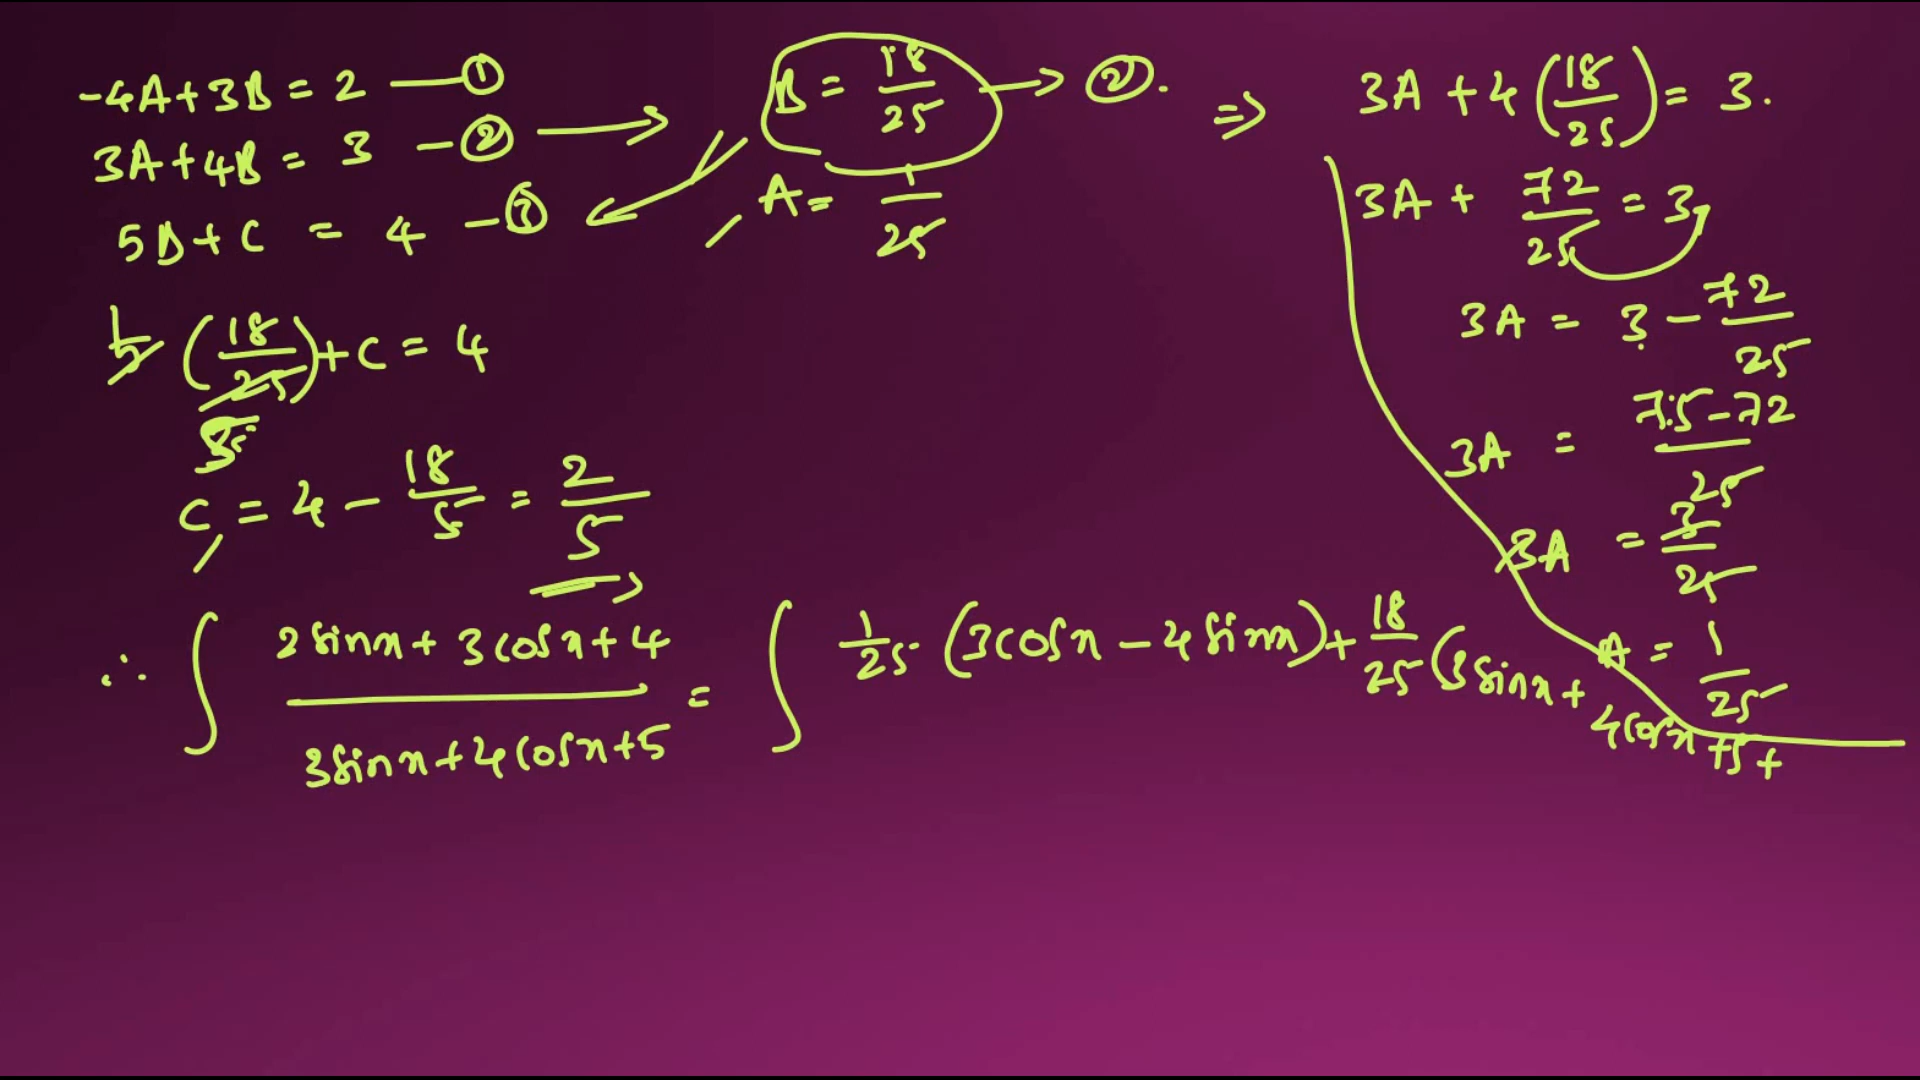 -4A+3B = 2 — ①
3A+4B = 3 — ② →
5B+C = 4 — ③
B = 18/25 → ②.
A = 1/25
⇒ 3A + 4(18/25) = 3.
3A + 72/25 = 3
3A = 3 - 72/25
3A = 75-72/25
3A = 3/25
A = 1/25
5(18/25)+C = 4
5
C = 4 - 18/5 = 2/5
∴ ∫ 2sinx + 3cosx + 4 / 3sinx + 4cosx + 5 = ∫ 1/25 (3cosx - 4sinx) + 18/25 (3sinx +
4cosx + 5 +